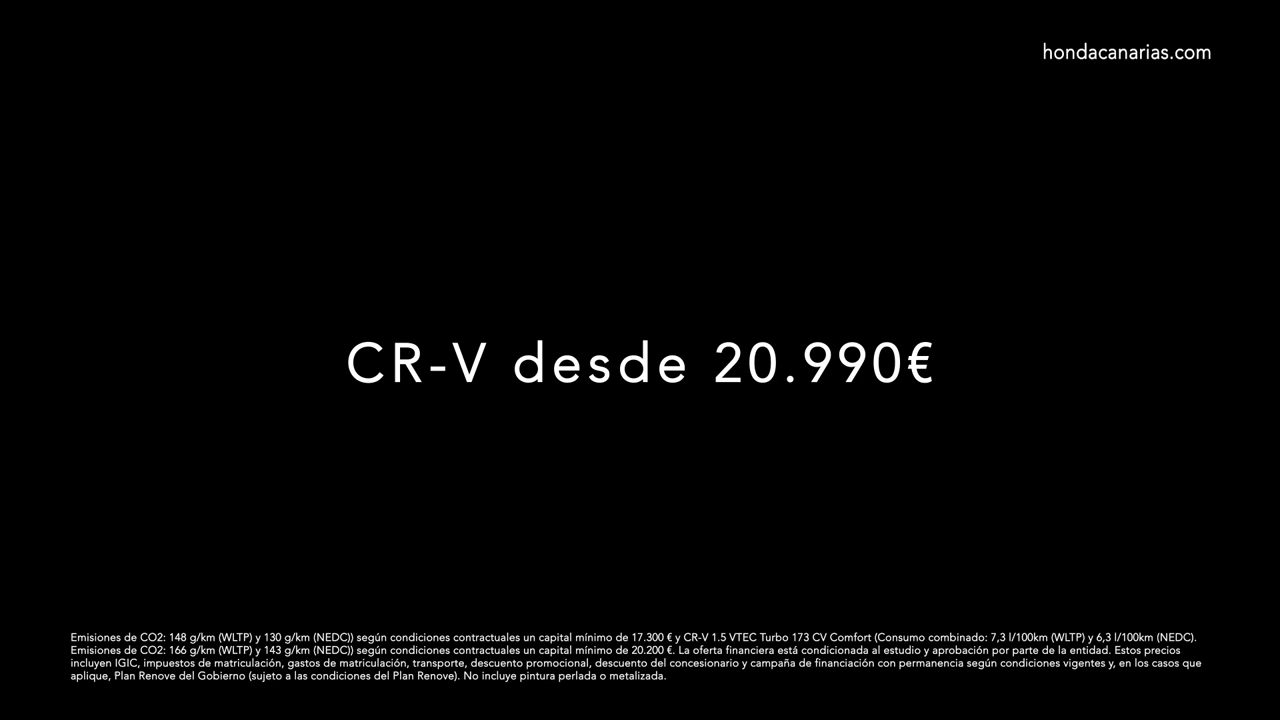 hondacanarias.com
CR-V desde 20.990€
Emisiones de CO2: 148 g/km (WLTP) y 130 g/km (NEDC)) según condiciones contractuales un capital mínimo de 17.300 € y CR-V 1.5 VTEC Turbo 173 CV Comfort (Consumo combinado: 7,3 l/100km (WLTP) y 6,3 l/100km (NEDC).
Emisiones de CO2: 166 g/km (WLTP) y 143 g/km (NEDC)) según condiciones contractuales un capital mínimo de 20.200 €. La oferta financiera está condicionada al estudio y aprobación por parte de la entidad. Estos precios
incluyen IGIC, impuestos de matriculación, gastos de matriculación, transporte, descuento promocional, descuento del concesionario y campaña de financiación con permanencia según condiciones vigentes y, en los casos que
aplique, Plan Renove del Gobierno (sujeto a las condiciones del Plan Renove). No incluye pintura perlada o metalizada.